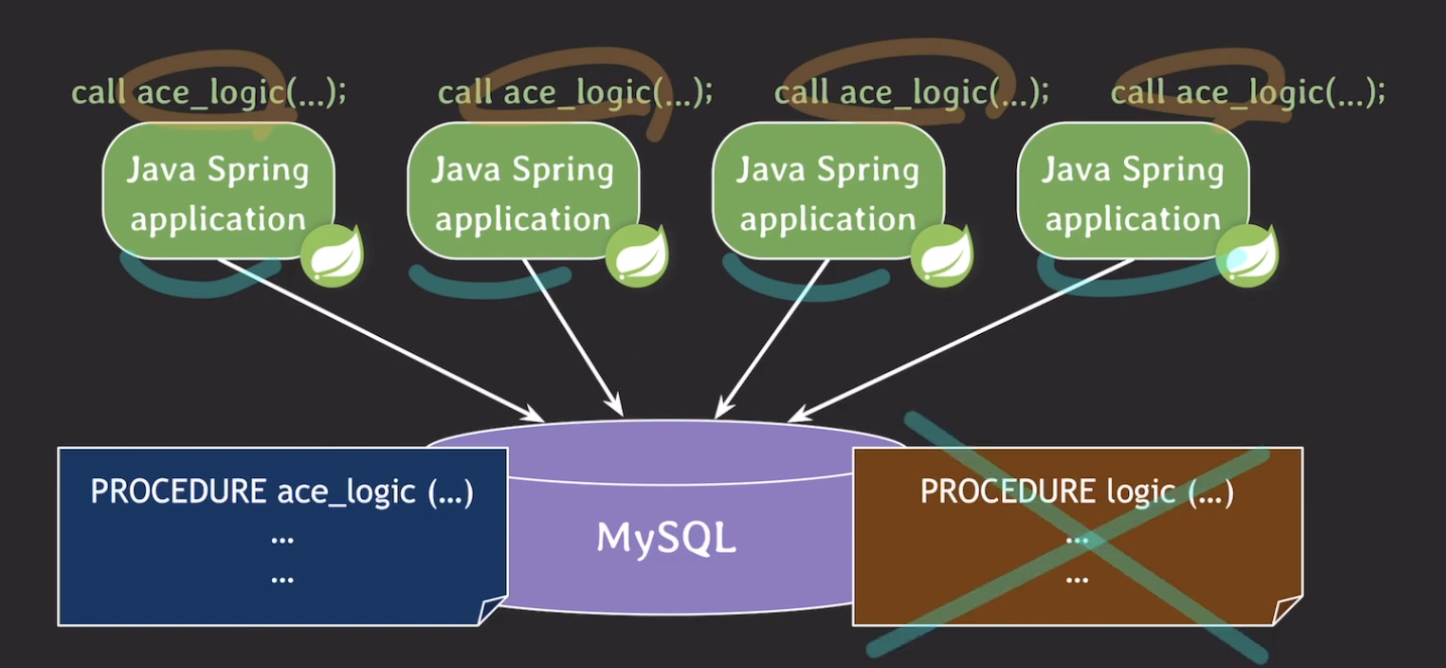 call ace_logic(...);
call ace_logic(...);
call ace_logic(...);
call ace_logic(...);
Java Spring
application
Java Spring
application
Java Spring
application
Java Spring
application
PROCEDURE ace_logic (...)
...
...
MySQL
PROCEDURE logic (...)
...
...